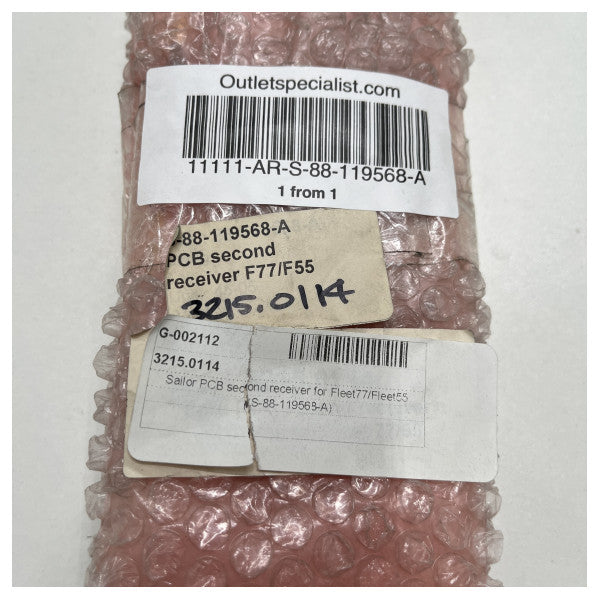 Outletspecialist.com
11111-AR-S-88-119568-A
1 from 1
S-88-119568-A
PCB second
receiver F77/F55
3215.0114
G-002112
3215.0114
Sailor PCB second receiver for Fleet77/Fleet55
(S-88-119568-A)